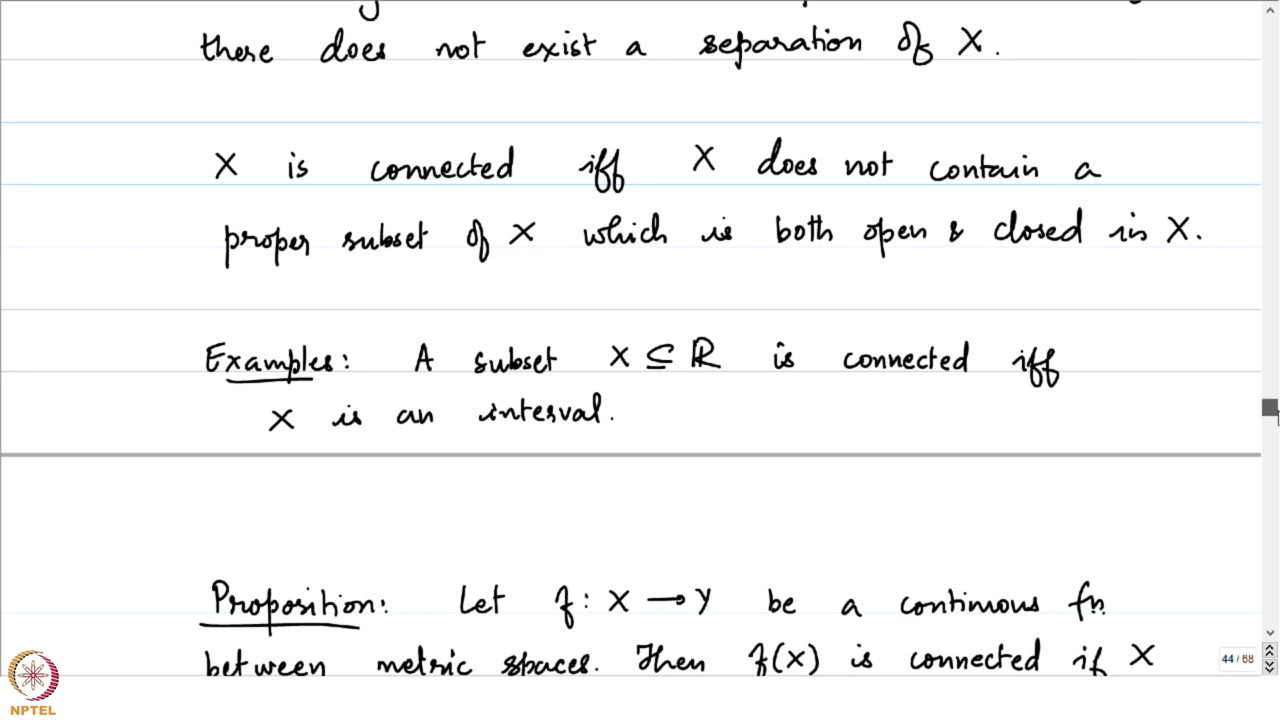 there does not exist a separation of X.
X is connected iff X does not contain a
proper subset of X which is both open & closed in X.
Examples: A subset X ⊆ ℝ is connected iff
X is an interval.
Proposition: Let f: X → Y be a continuous fn.
between metric spaces. Then f(X) is connected if X
44 / 68
NPTEL